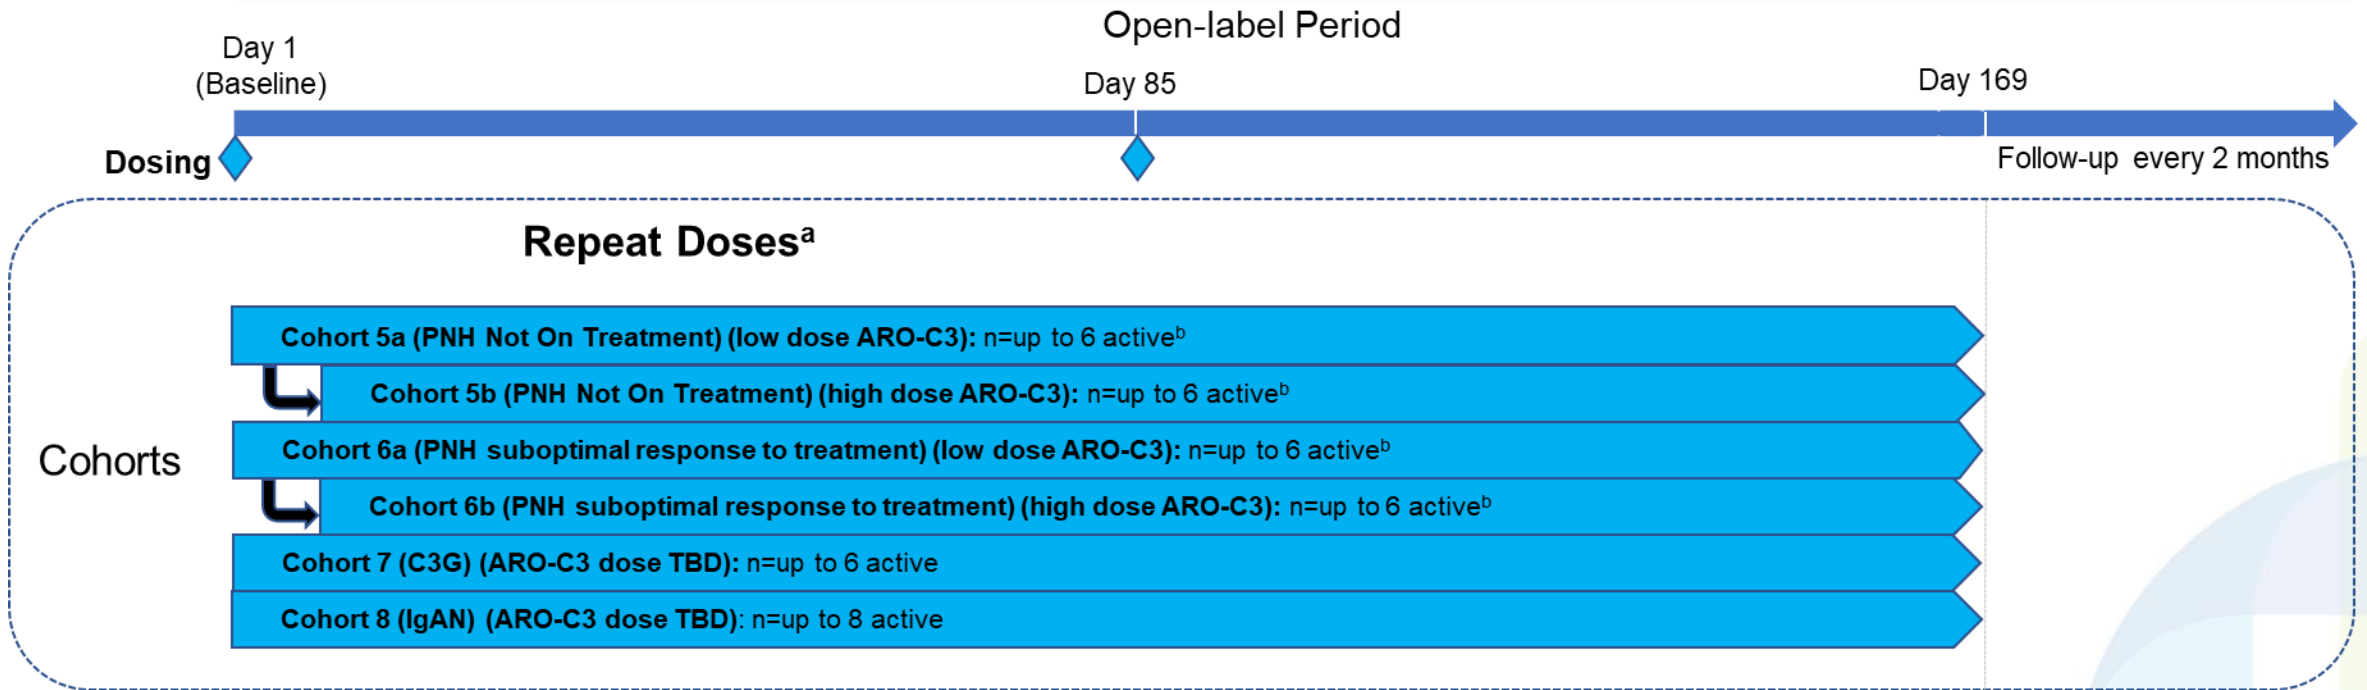 Open-label Period
Day 1
(Baseline)
Day 85
Day 169
Dosing
Follow-up every 2 months
Repeat Dosesᵃ
Cohorts
Cohort 5a (PNH Not On Treatment) (low dose ARO-C3): n=up to 6 activeᵇ
Cohort 5b (PNH Not On Treatment) (high dose ARO-C3): n=up to 6 activeᵇ
Cohort 6a (PNH suboptimal response to treatment) (low dose ARO-C3): n=up to 6 activeᵇ
Cohort 6b (PNH suboptimal response to treatment) (high dose ARO-C3): n=up to 6 activeᵇ
Cohort 7 (C3G) (ARO-C3 dose TBD): n=up to 6 active
Cohort 8 (IgAN) (ARO-C3 dose TBD): n=up to 8 active